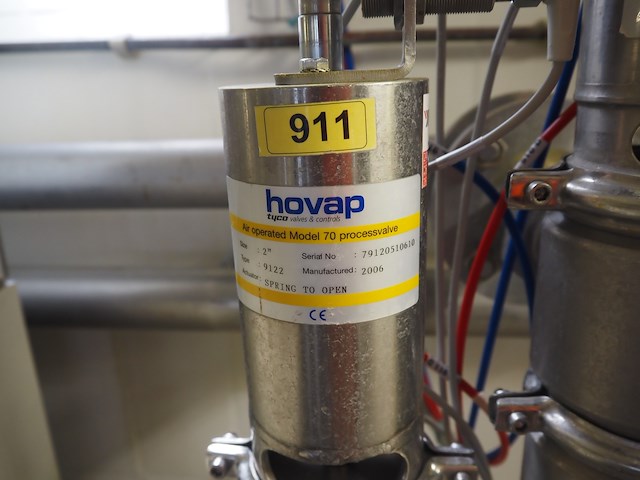 911
hovap
tyco valves & controls
Air operated Model 70 processvalve
Size : 2" Serial No : 79120510610
Type : 9122 Manufactured: 2006
Actuator: SPRING TO OPEN
CE